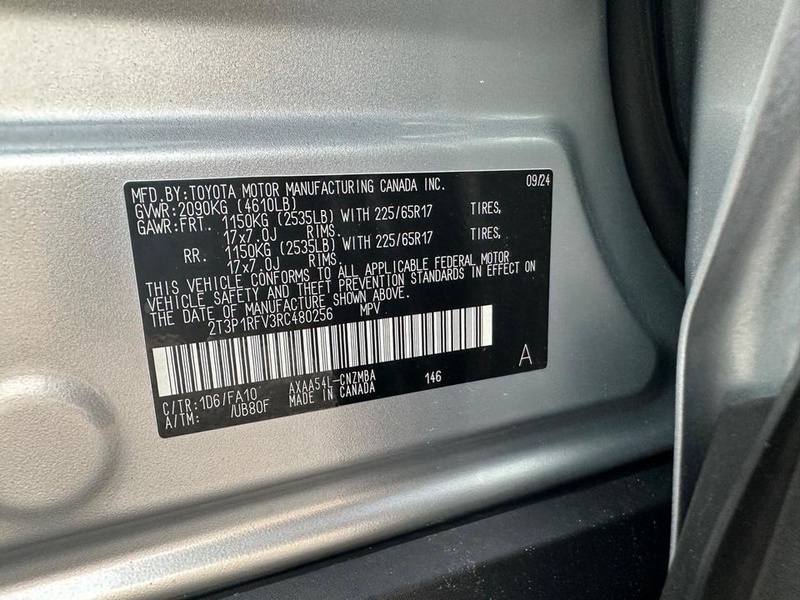 MFD.BY:TOYOTA MOTOR MANUFACTURING CANADA INC. 09/24
GVWR:2090KG (4610LB)
GAWR:FRT. 1150KG (2535LB) WITH 225/65R17 TIRES,
17x7.0J RIMS.
RR. 1150KG (2535LB) WITH 225/65R17 TIRES,
17x7.0J RIMS.
THIS VEHICLE CONFORMS TO ALL APPLICABLE FEDERAL MOTOR
VEHICLE SAFETY AND THEFT PREVENTION STANDARDS IN EFFECT ON
THE DATE OF MANUFACTURE SHOWN ABOVE.
2T3P1RFV3RC480256 MPV
A
C/TR:1D6/FA10 AXAA54L-CNZMBA 146
A/TM: /UB80F MADE IN CANADA